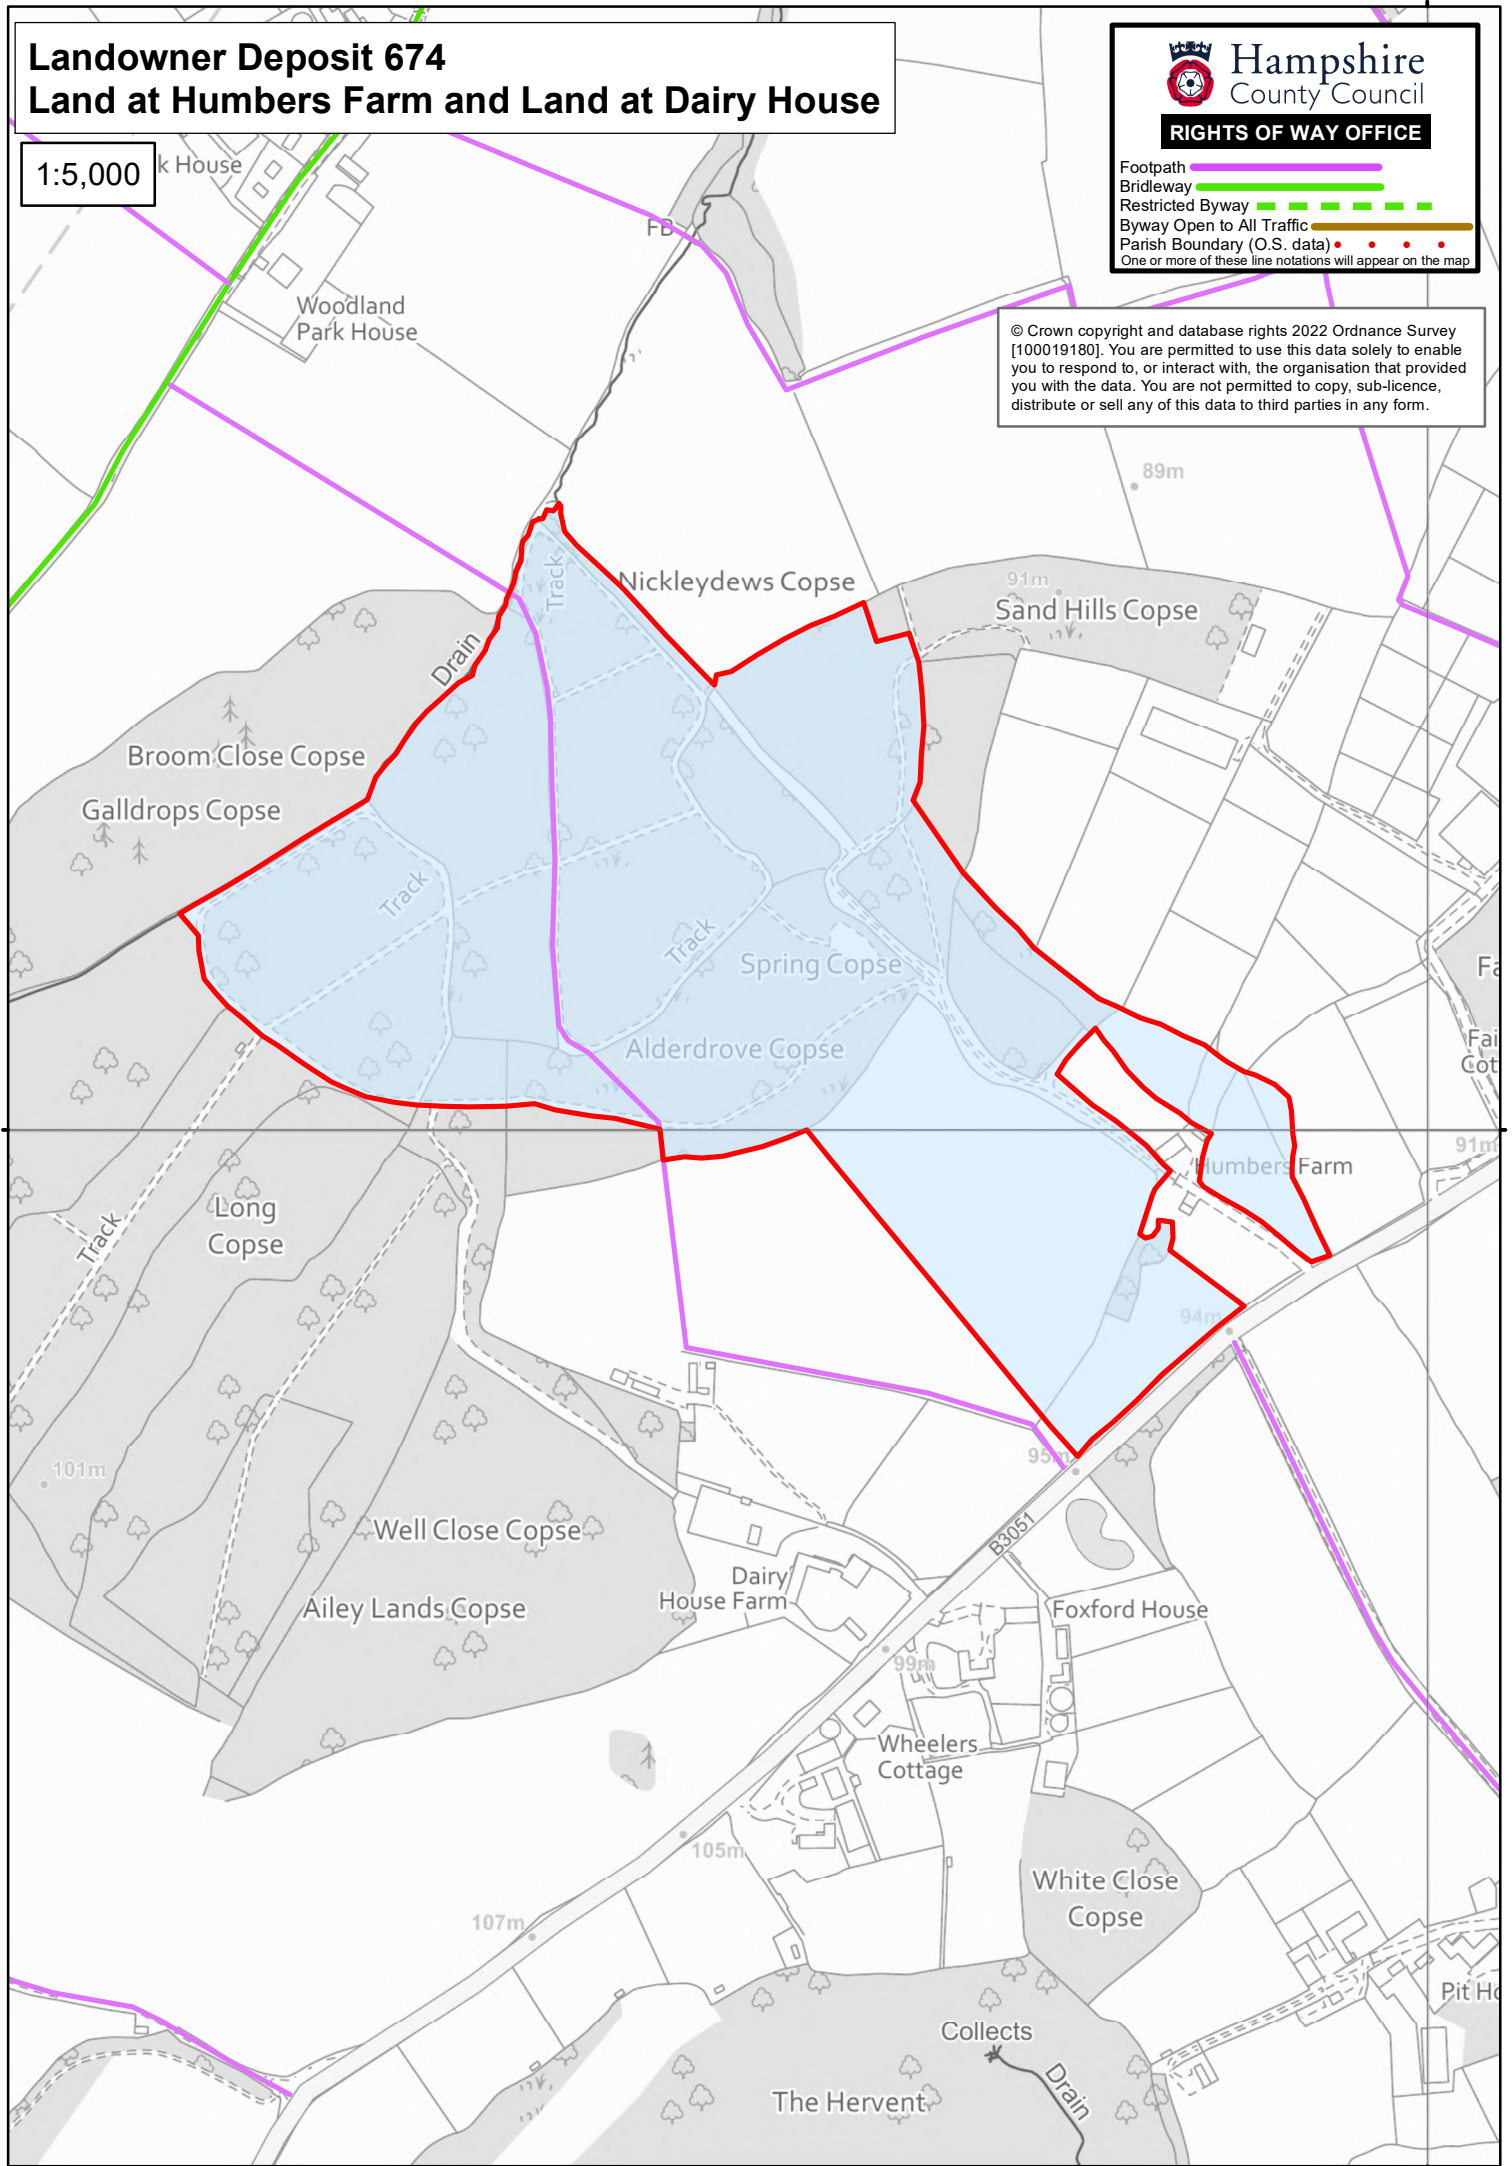 Landowner Deposit 674
Land at Humbers Farm and Land at Dairy House
1:5,000
Hampshire
County Council
RIGHTS OF WAY OFFICE
Footpath
Bridleway
Restricted Byway
Byway Open to All Traffic
Parish Boundary (O.S. data)
One or more of these line notations will appear on the map
© Crown copyright and database rights 2022 Ordnance Survey
[100019180]. You are permitted to use this data solely to enable
you to respond to, or interact with, the organisation that provided
you with the data. You are not permitted to copy, sub-licence,
distribute or sell any of this data to third parties in any form.
k House
FB
Woodland
Park House
89m
Track
Nickleydews Copse
91m
Sand Hills Copse
Drain
Broom Close Copse
Galldrops Copse
Track
Track
Spring Copse
Fa
Alderdrove Copse
Fai
Cot
91m
Humbers Farm
Long
Copse
Track
94m
95m
101m
B3051
Well Close Copse
Dairy
House Farm
Ailey Lands Copse
Foxford House
99m
Wheelers
Cottage
105m
White Close
Copse
107m
Pit Ho
Collects
Drain
The Hervent